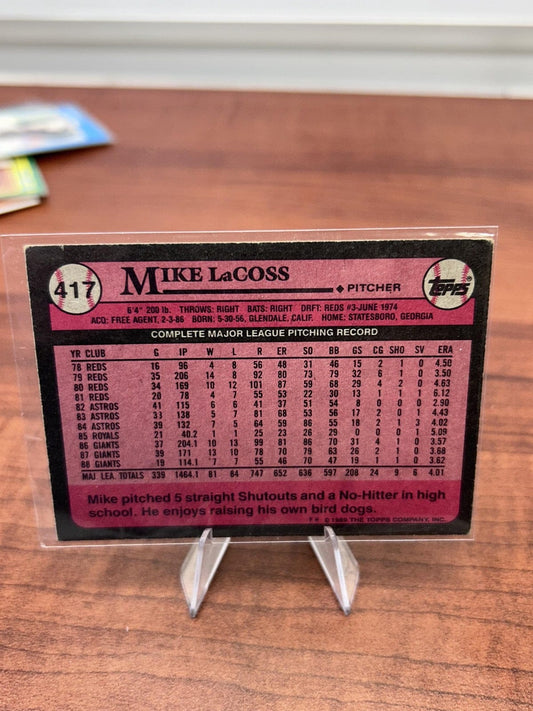 417
MIKE LACOSS
PITCHER
TOPPS
6'4" 200 lb. THROWS: RIGHT BATS: RIGHT DRFT: REDS #3-JUNE 1974
ACQ: FREE AGENT, 2-3-86 BORN: 5-30-56, GLENDALE, CALIF. HOME: STATESBORO, GEORGIA
COMPLETE MAJOR LEAGUE PITCHING RECORD
YR CLUB G IP W L R ER SO BB GS CG SHO SV ERA
78 REDS 16 96 4 8 56 48 31 46 15 2 1 0 4.50
79 REDS 35 206 14 8 92 80 73 79 32 6 1 0 3.50
80 REDS 34 169 10 12 101 87 59 68 29 4 2 0 4.63
81 REDS 20 78 4 7 55 53 22 30 13 1 1 1 6.12
82 ASTROS 41 115 6 6 41 37 51 54 8 0 0 0 2.90
83 ASTROS 33 138 5 7 81 68 53 56 17 2 0 1 4.43
84 ASTROS 39 132 7 5 64 59 86 55 18 2 1 3 4.02
85 ROYALS 21 40.2 1 1 25 23 26 29 0 0 0 1 5.09
86 GIANTS 37 204.1 10 13 99 81 86 70 31 4 1 0 3.57
87 GIANTS 39 171 13 10 78 70 79 63 26 2 1 0 3.68
88 GIANTS 19 114.1 7 7 55 46 70 47 19 1 1 0 3.62
MAJ. LEA. TOTALS 339 1464.1 81 84 747 652 636 597 208 24 9 6 4.01
Mike pitched 5 straight Shutouts and a No-Hitter in high
school. He enjoys raising his own bird dogs.
© 1989 THE TOPPS COMPANY, INC.